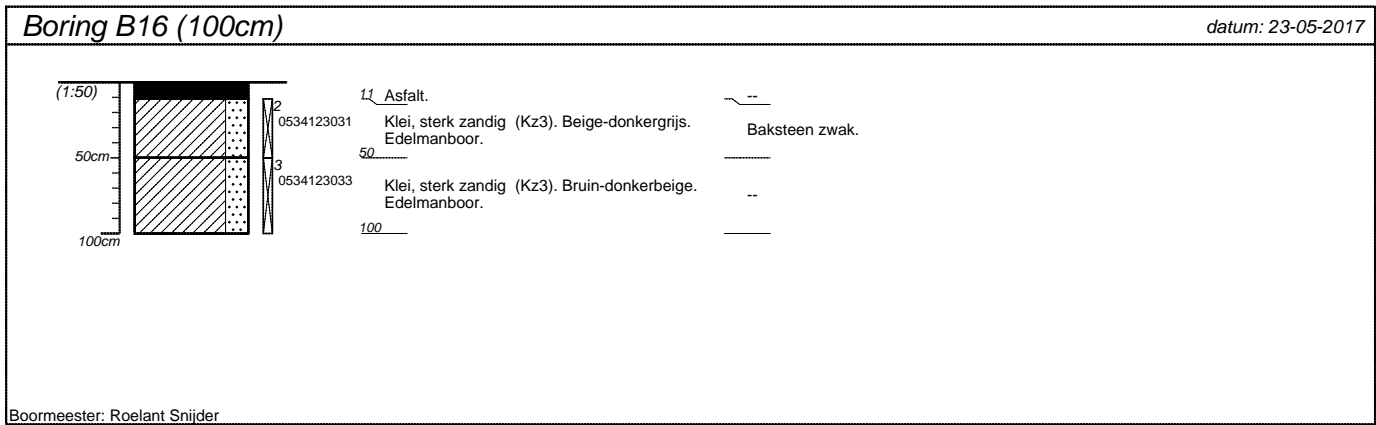 Boring B16 (100cm)
datum: 23-05-2017
(1:50)
11 Asfalt.
--
2
0534123031
Klei, sterk zandig (Kz3). Beige-donkergrijs.
Edelmanboor.
Baksteen zwak.
50cm
50
3
0534123033
Klei, sterk zandig (Kz3). Bruin-donkerbeige.
Edelmanboor.
--
100cm
100
Boormeester: Roelant Snijder